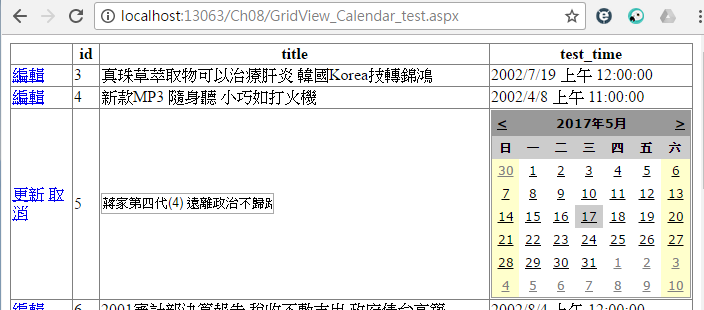 localhost:13063/Ch08/GridView_Calendar_test.aspx
id title test_time
編輯 3 真珠草萃取物可以治療肝炎 韓國Korea技轉錦鴻 2002/7/19 上午 12:00:00
編輯 4 新款MP3 隨身聽 小巧如打火機 2002/4/8 上午 11:00:00
更新 取消 5 蔣家第四代(4) 遠離政治不歸
< 2017年5月 >
日 一 二 三 四 五 六
30 1 2 3 4 5 6
7 8 9 10 11 12 13
14 15 16 17 18 19 20
21 22 23 24 25 26 27
28 29 30 31 1 2 3
4 5 6 7 8 9 10
編輯 6 2001審計部決算報告 稅收不敷支出 政府債台高築 2002/8/4 上午 12:00:00